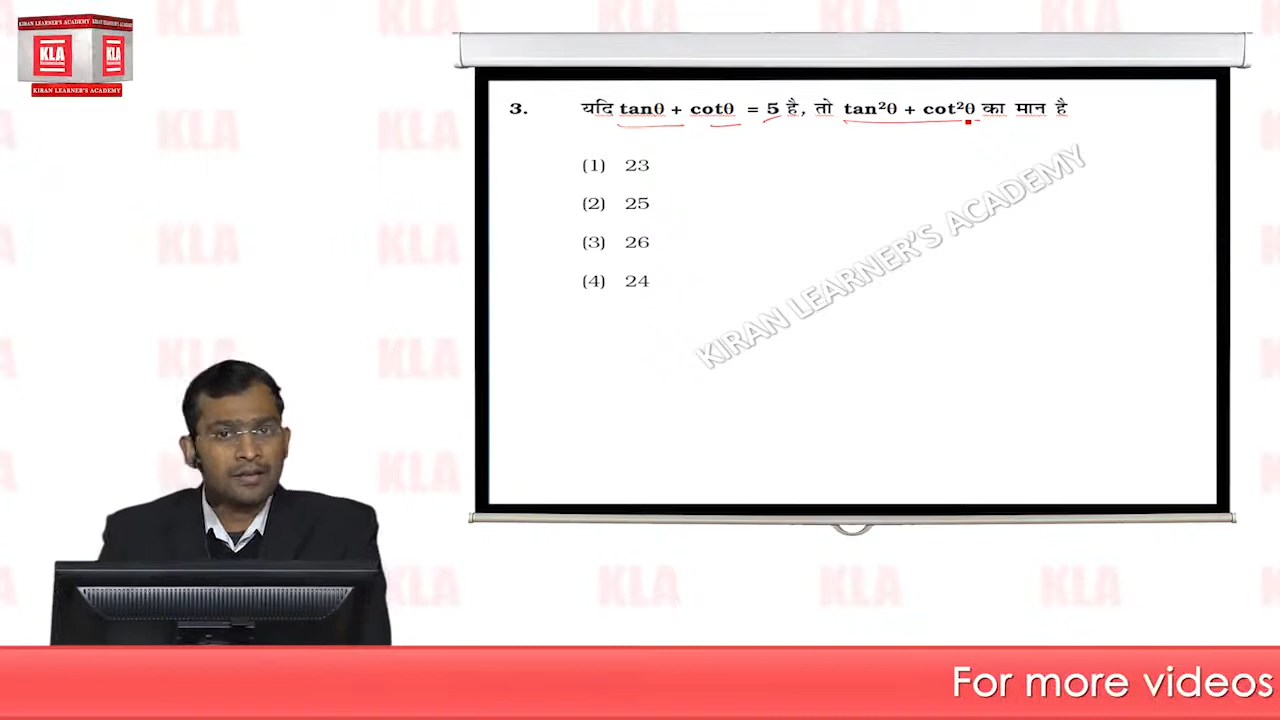 KIRAN LEARNER'S ACADEMY
KLA
KLA
KIRAN LEARNER'S ACADEMY
3. यदि tanθ + cotθ = 5 है, तो tan²θ + cot²θ का मान है
(1) 23
(2) 25
(3) 26
(4) 24
KIRAN LEARNER'S ACADEMY
For more videos